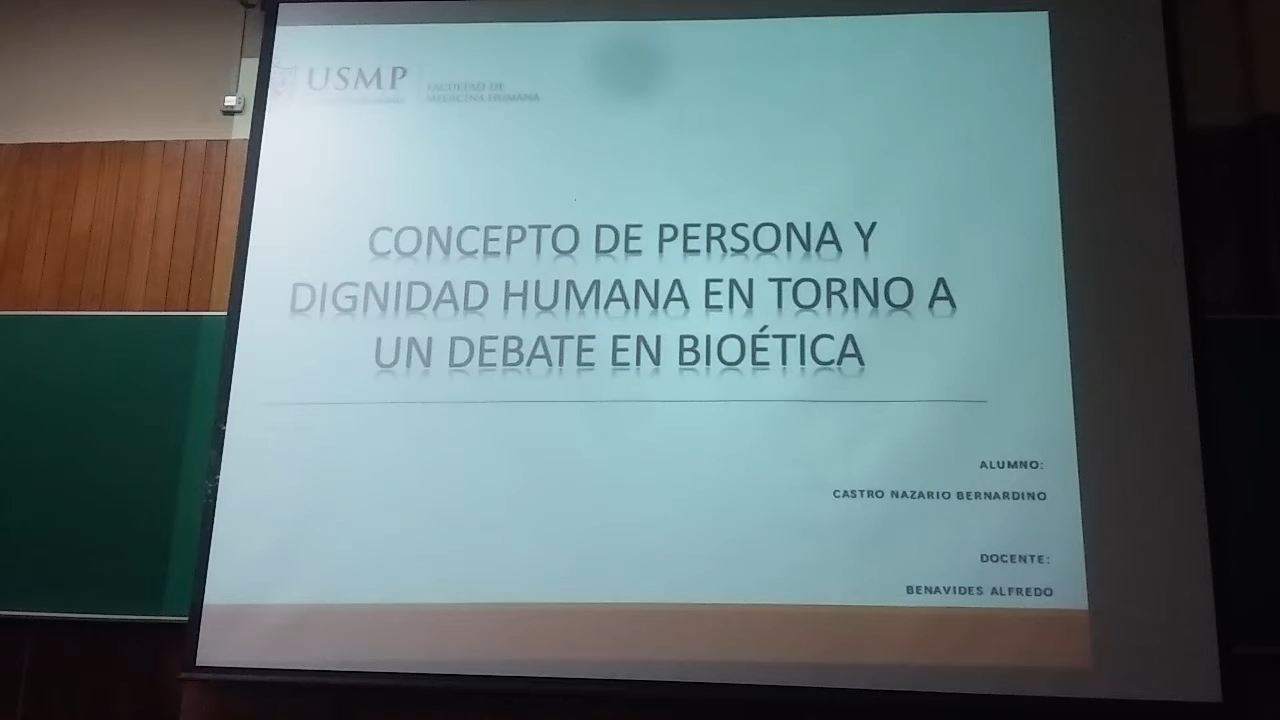 USMP
FACULTAD DE
MEDICINA HUMANA
CONCEPTO DE PERSONA Y
DIGNIDAD HUMANA EN TORNO A
UN DEBATE EN BIOÉTICA
ALUMNO:
CASTRO NAZARIO BERNARDINO
DOCENTE:
BENAVIDES ALFREDO